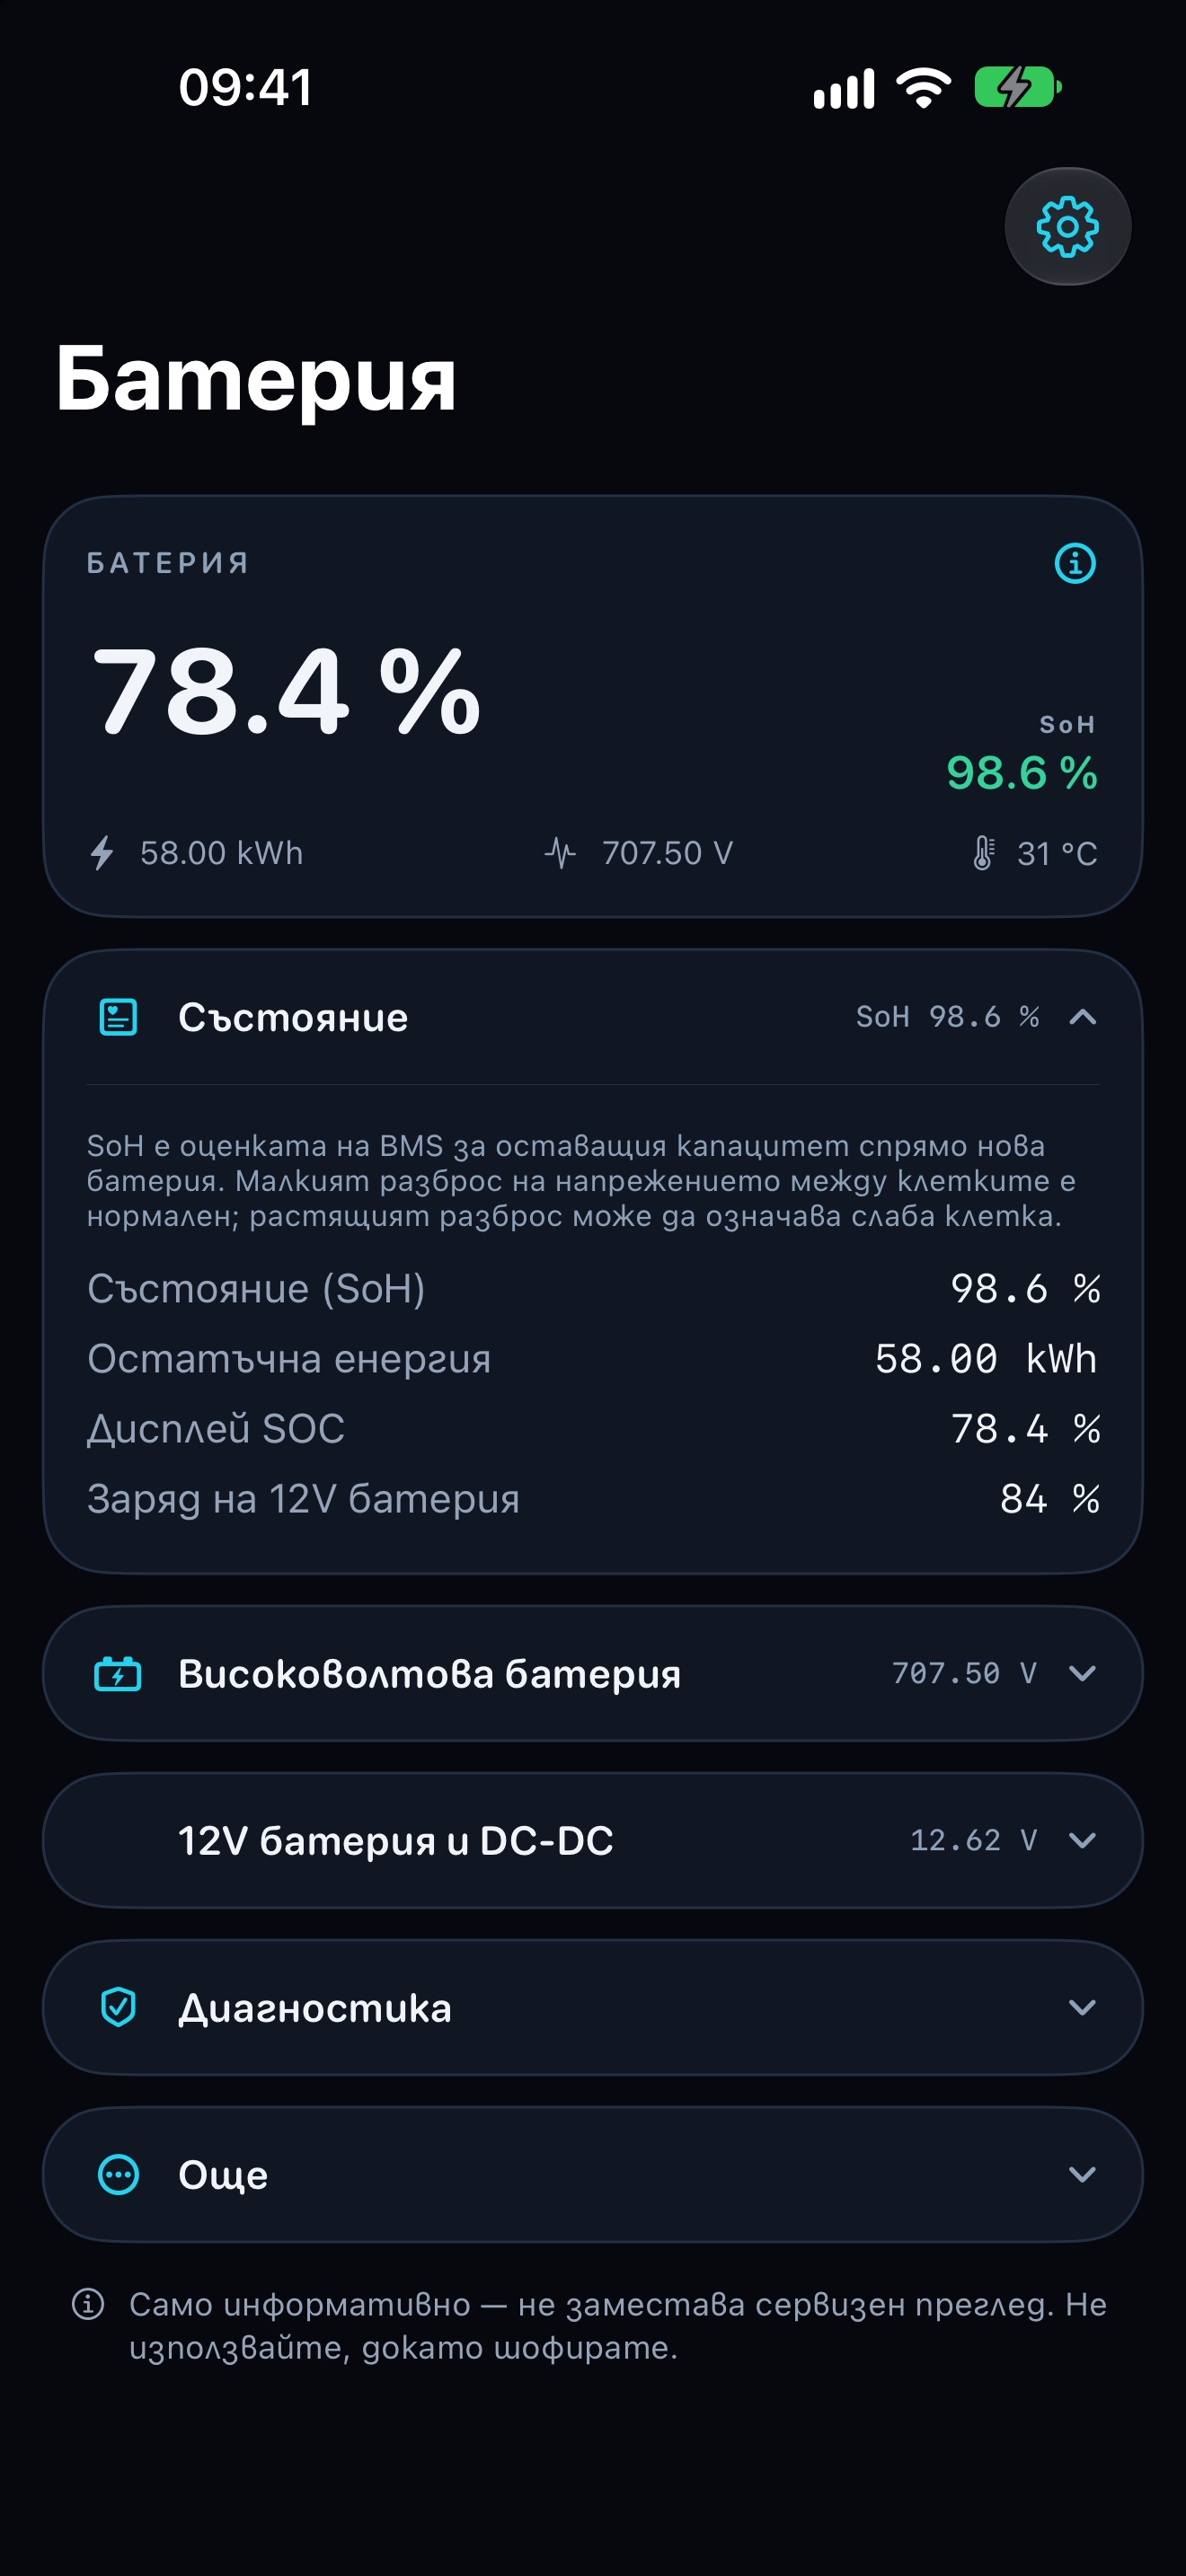 09:41
Батерия
БАТЕРИЯ
78.4 %
SoH
98.6 %
58.00 kWh 707.50 V 31 °C
Състояние SoH 98.6 %
SoH е оценката на BMS за оставащия капацитет спрямо нова
батерия. Малкият разброс на напрежението между клетките е
нормален; растящият разброс може да означава слаба клетка.
Състояние (SoH) 98.6 %
Остатъчна енергия 58.00 kWh
Дисплей SOC 78.4 %
Заряд на 12V батерия 84 %
Високоволтова батерия 707.50 V
12V батерия и DC-DC 12.62 V
Диагностика
Още
Само информативно — не замества сервизен преглед. Не
използвайте, докато шофирате.